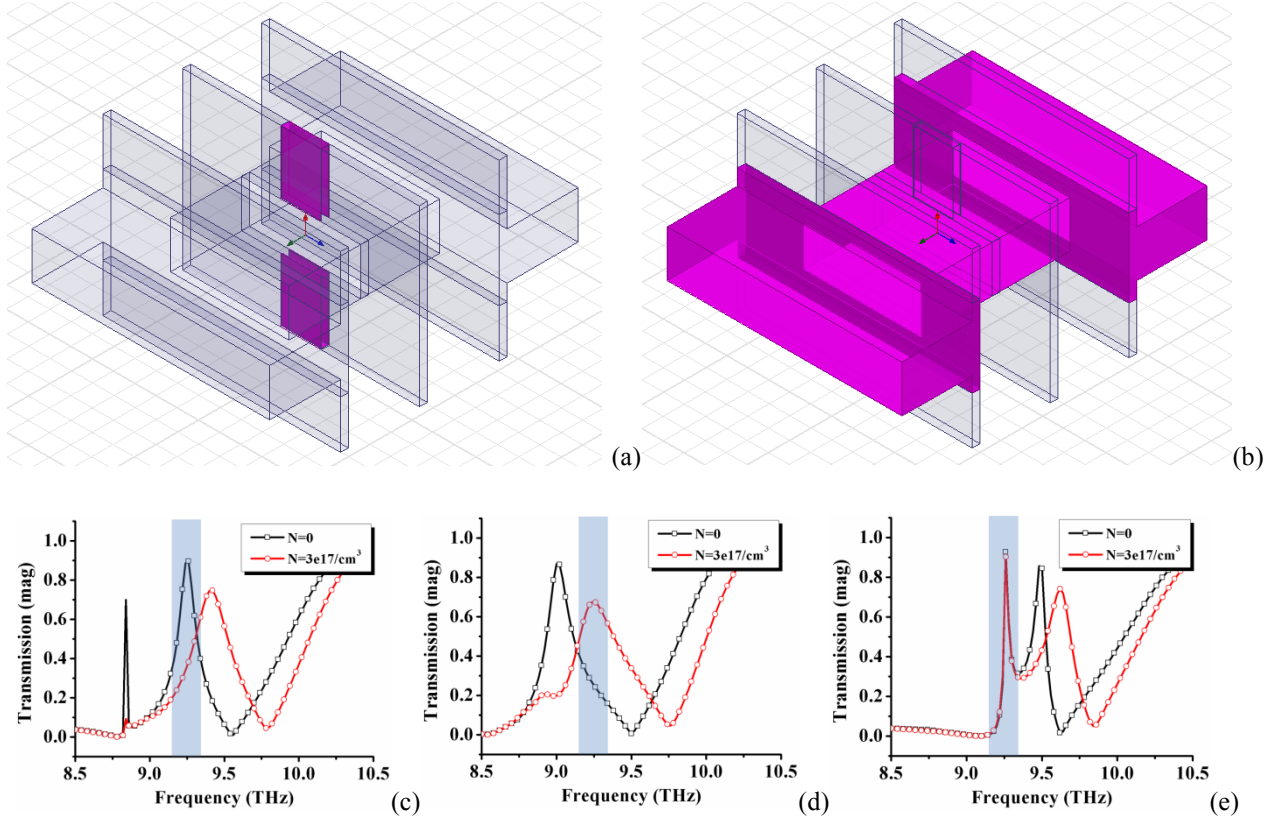 (a)
(b)
1.0
0.8
0.6
0.4
0.2
0.0
Transmission (mag)
N=0
N=3e17/cm³
8.5 9.0 9.5 10.0 10.5
Frequency (THz)
(c)
1.0
0.8
0.6
0.4
0.2
0.0
Transmission (mag)
N=0
N=3e17/cm³
8.5 9.0 9.5 10.0 10.5
Frequency (THz)
(d)
1.0
0.8
0.6
0.4
0.2
0.0
Transmission (mag)
N=0
N=3e17/cm³
8.5 9.0 9.5 10.0 10.5
Frequency (THz)
(e)